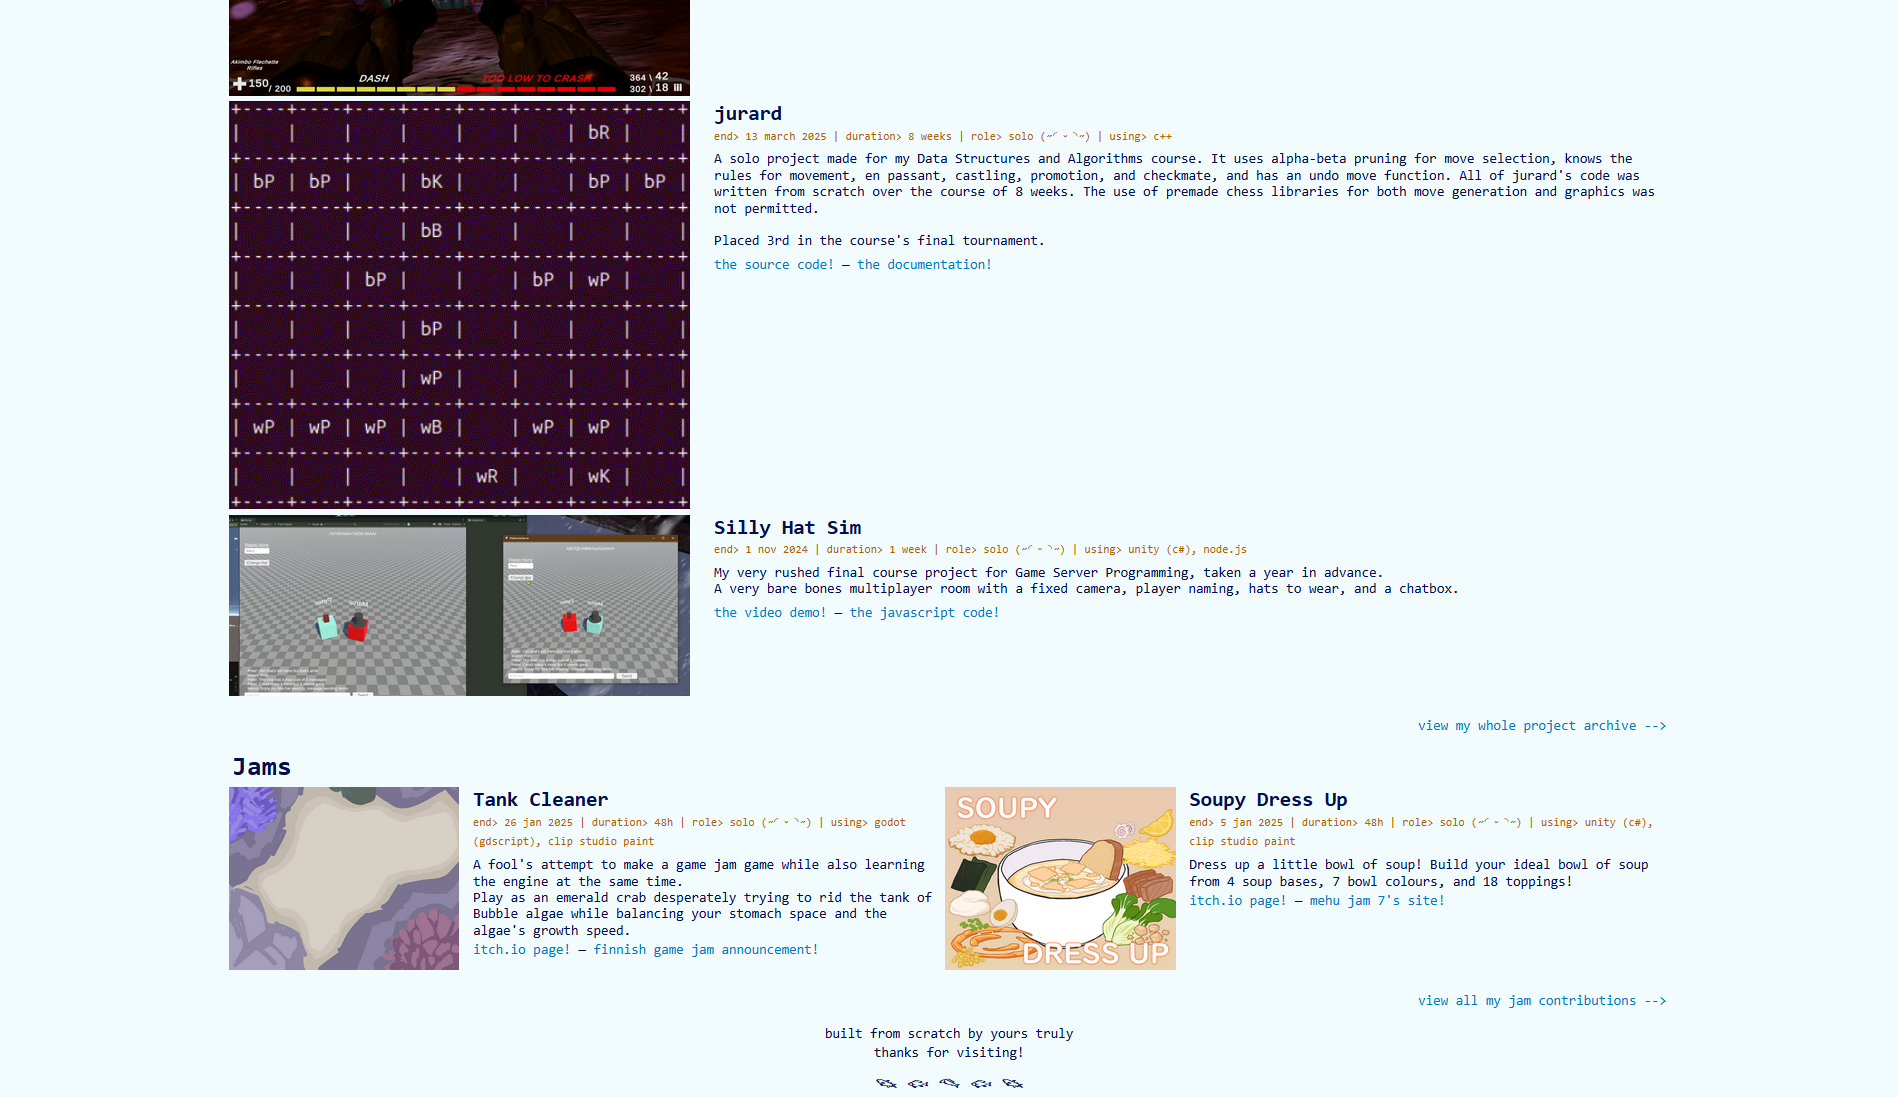 Akimbo Flechette
Rifles
150 / 200
DASH
TOO LOW TO CRASH
364 \ 42
302 \ 18
bR
bP bP bK bP bP
bB
bP bP wP
bP
wP
wP wP wP wB wP wP
wR wK
jurard
end> 13 march 2025 | duration> 8 weeks | role> solo (˶ᵔ ᵕ ᵔ˶) | using> c++
A solo project made for my Data Structures and Algorithms course. It uses alpha-beta pruning for move selection, knows the
rules for movement, en passant, castling, promotion, and checkmate, and has an undo move function. All of jurard's code was
written from scratch over the course of 8 weeks. The use of premade chess libraries for both move generation and graphics was
not permitted.
Placed 3rd in the course's final tournament.
the source code! — the documentation!
Display Name
Change Hat
Display Name
Change Hat
Send
Send
Silly Hat Sim
end> 1 nov 2024 | duration> 1 week | role> solo (˶ᵔ ᵕ ᵔ˶) | using> unity (c#), node.js
My very rushed final course project for Game Server Programming, taken a year in advance.
A very bare bones multiplayer room with a fixed camera, player naming, hats to wear, and a chatbox.
the video demo! — the javascript code!
view my whole project archive -->
Jams
Tank Cleaner
end> 26 jan 2025 | duration> 48h | role> solo (˶ᵔ ᵕ ᵔ˶) | using> godot
(gdscript), clip studio paint
A fool's attempt to make a game jam game while also learning
the engine at the same time.
Play as an emerald crab desperately trying to rid the tank of
Bubble algae while balancing your stomach space and the
algae's growth speed.
itch.io page! — finnish game jam announcement!
SOUPY
DRESS UP
Soupy Dress Up
end> 5 jan 2025 | duration> 48h | role> solo (˶ᵔ ᵕ ᵔ˶) | using> unity (c#),
clip studio paint
Dress up a little bowl of soup! Build your ideal bowl of soup
from 4 soup bases, 7 bowl colours, and 18 toppings!
itch.io page! — mehu jam 7's site!
view all my jam contributions -->
built from scratch by yours truly
thanks for visiting!